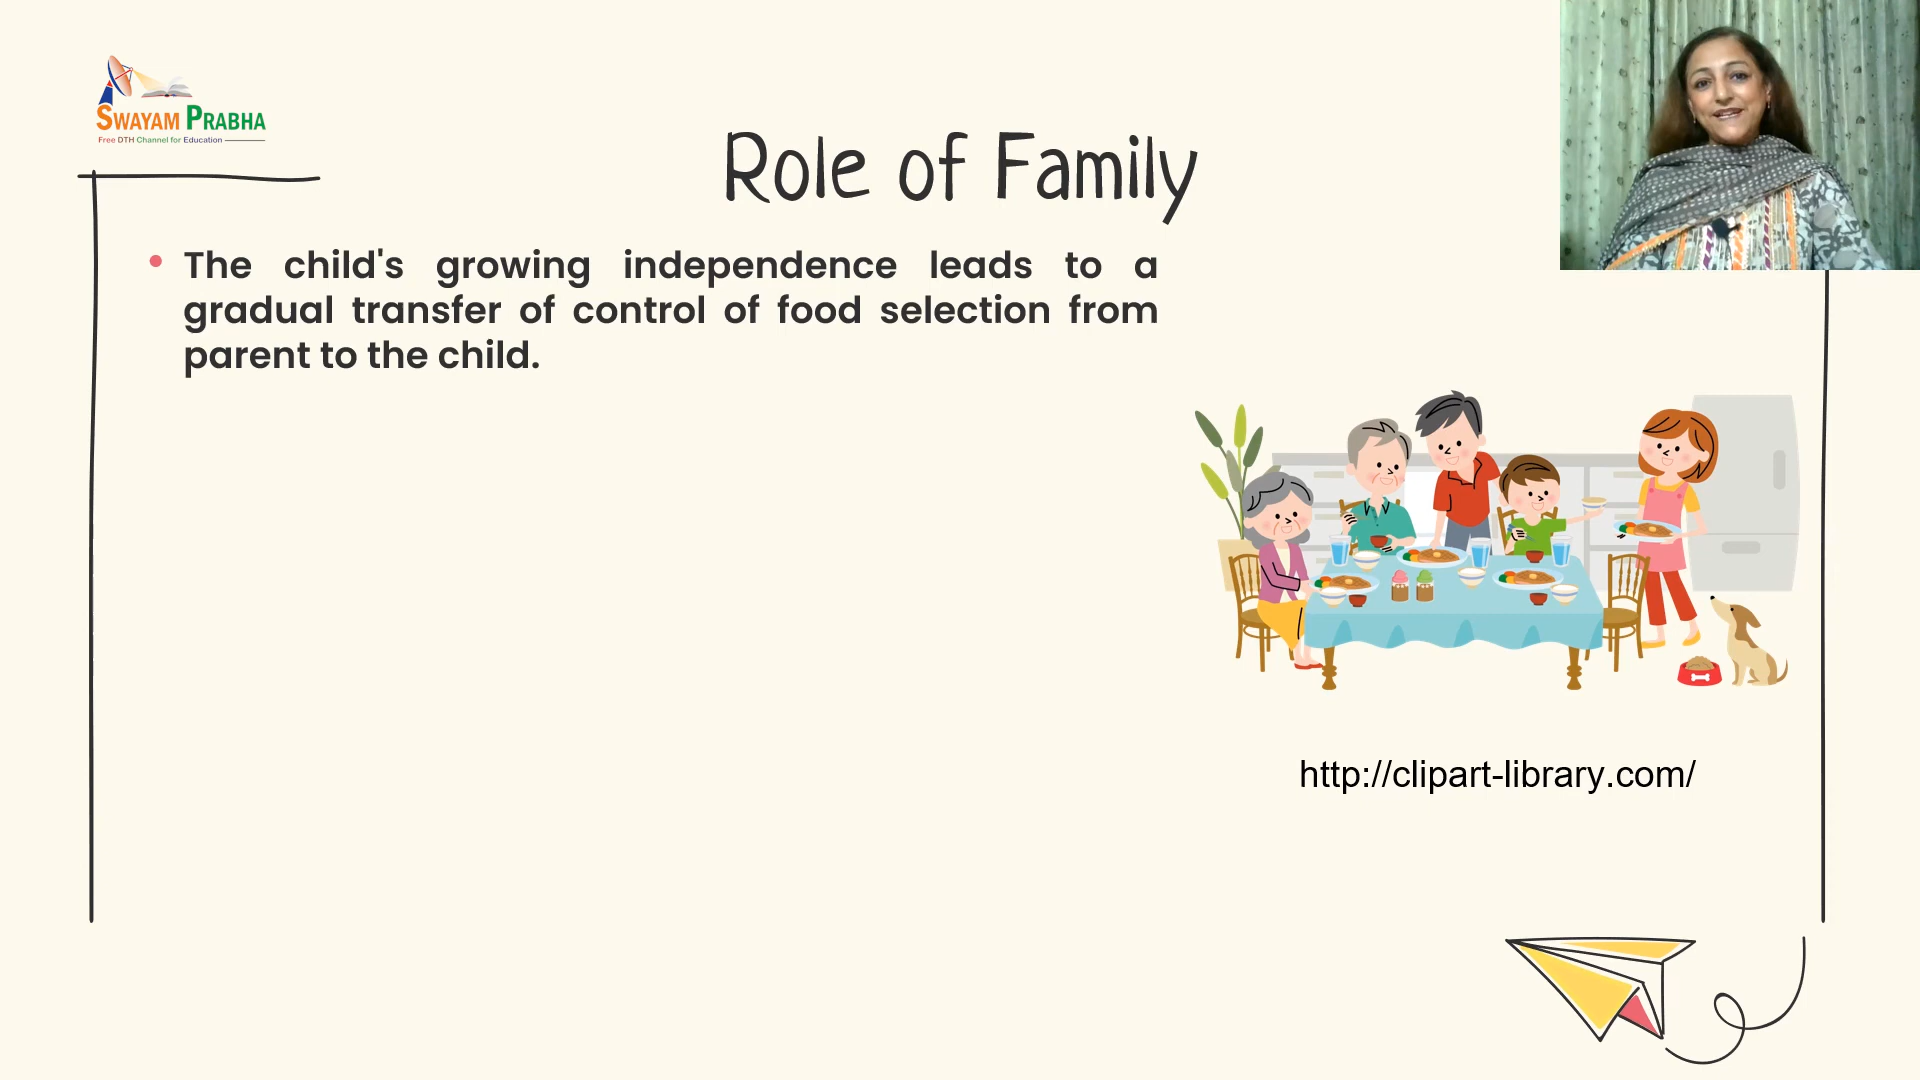 SWAYAM PRABHA
Free DTH Channel for Education
Role of Family
The child's growing independence leads to a
gradual transfer of control of food selection from
parent to the child.
http://clipart-library.com/